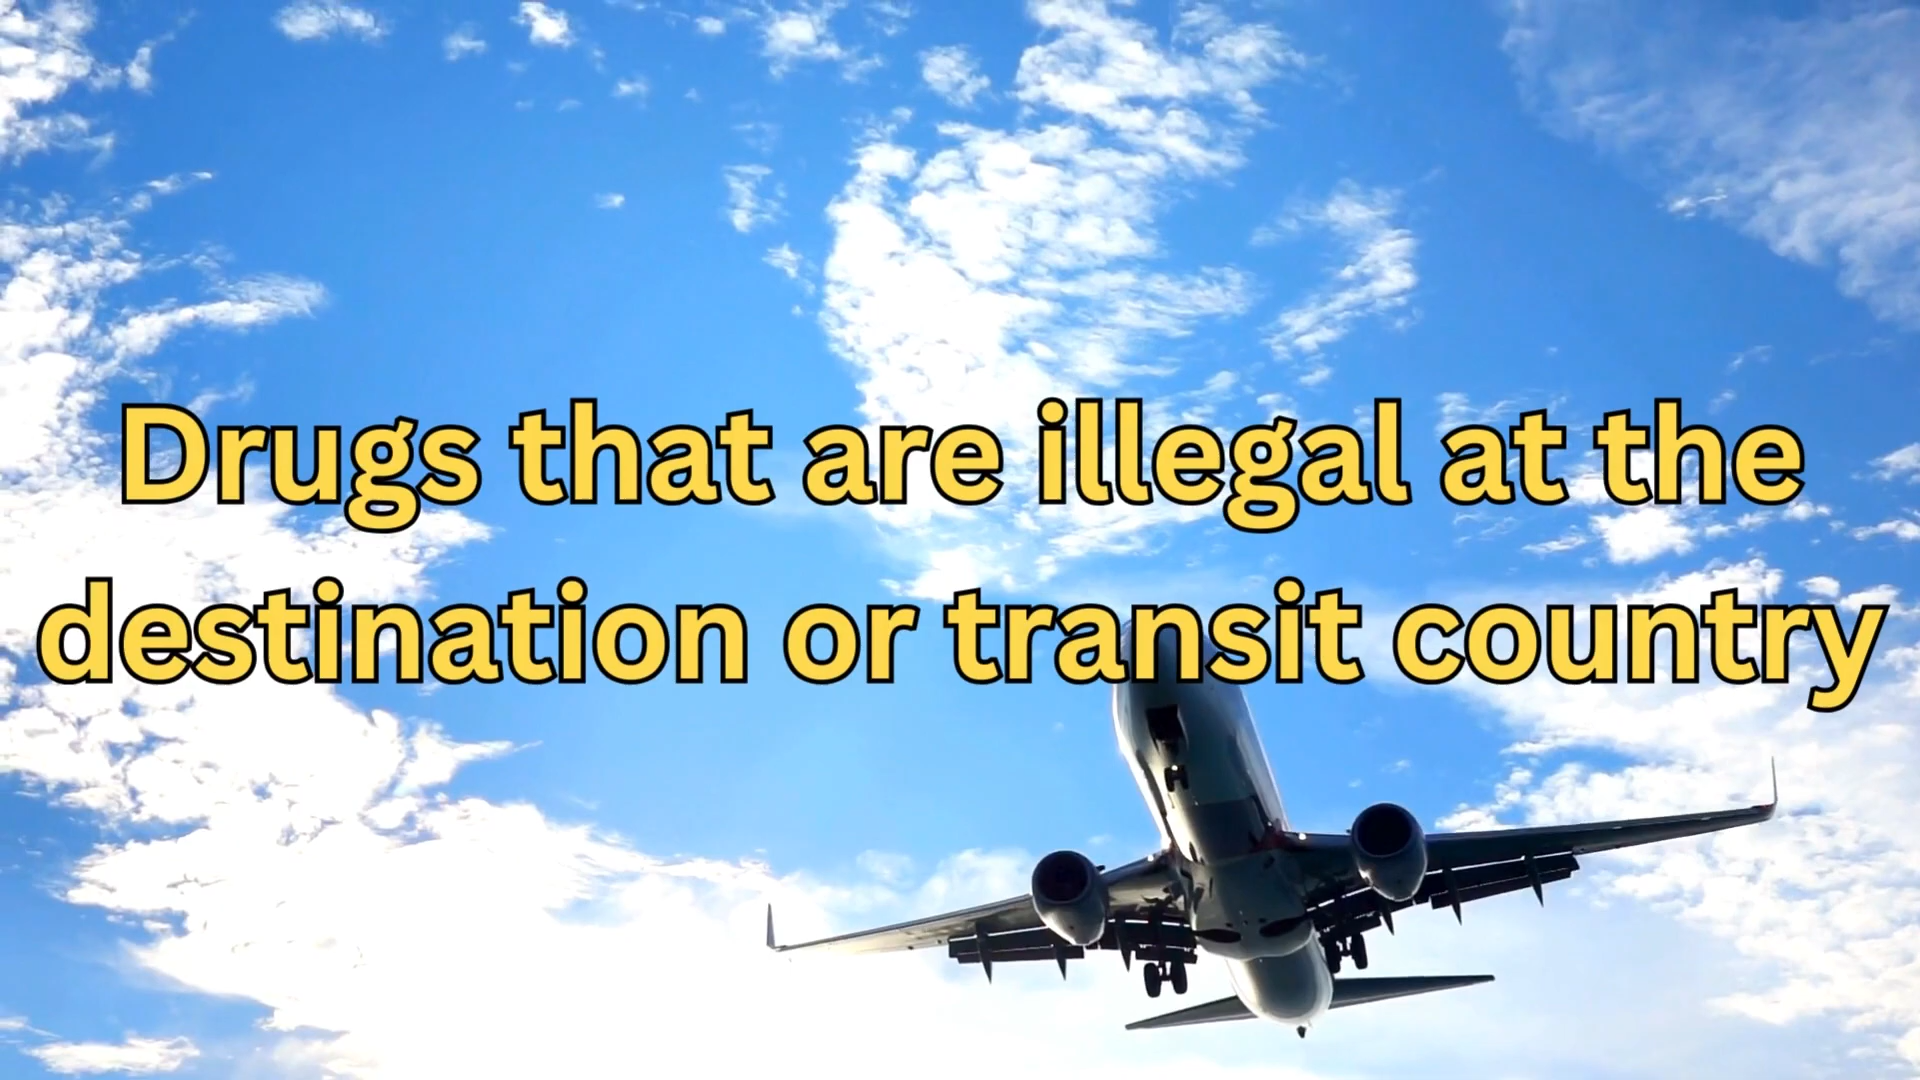 Drugs that are illegal at the
destination or transit country